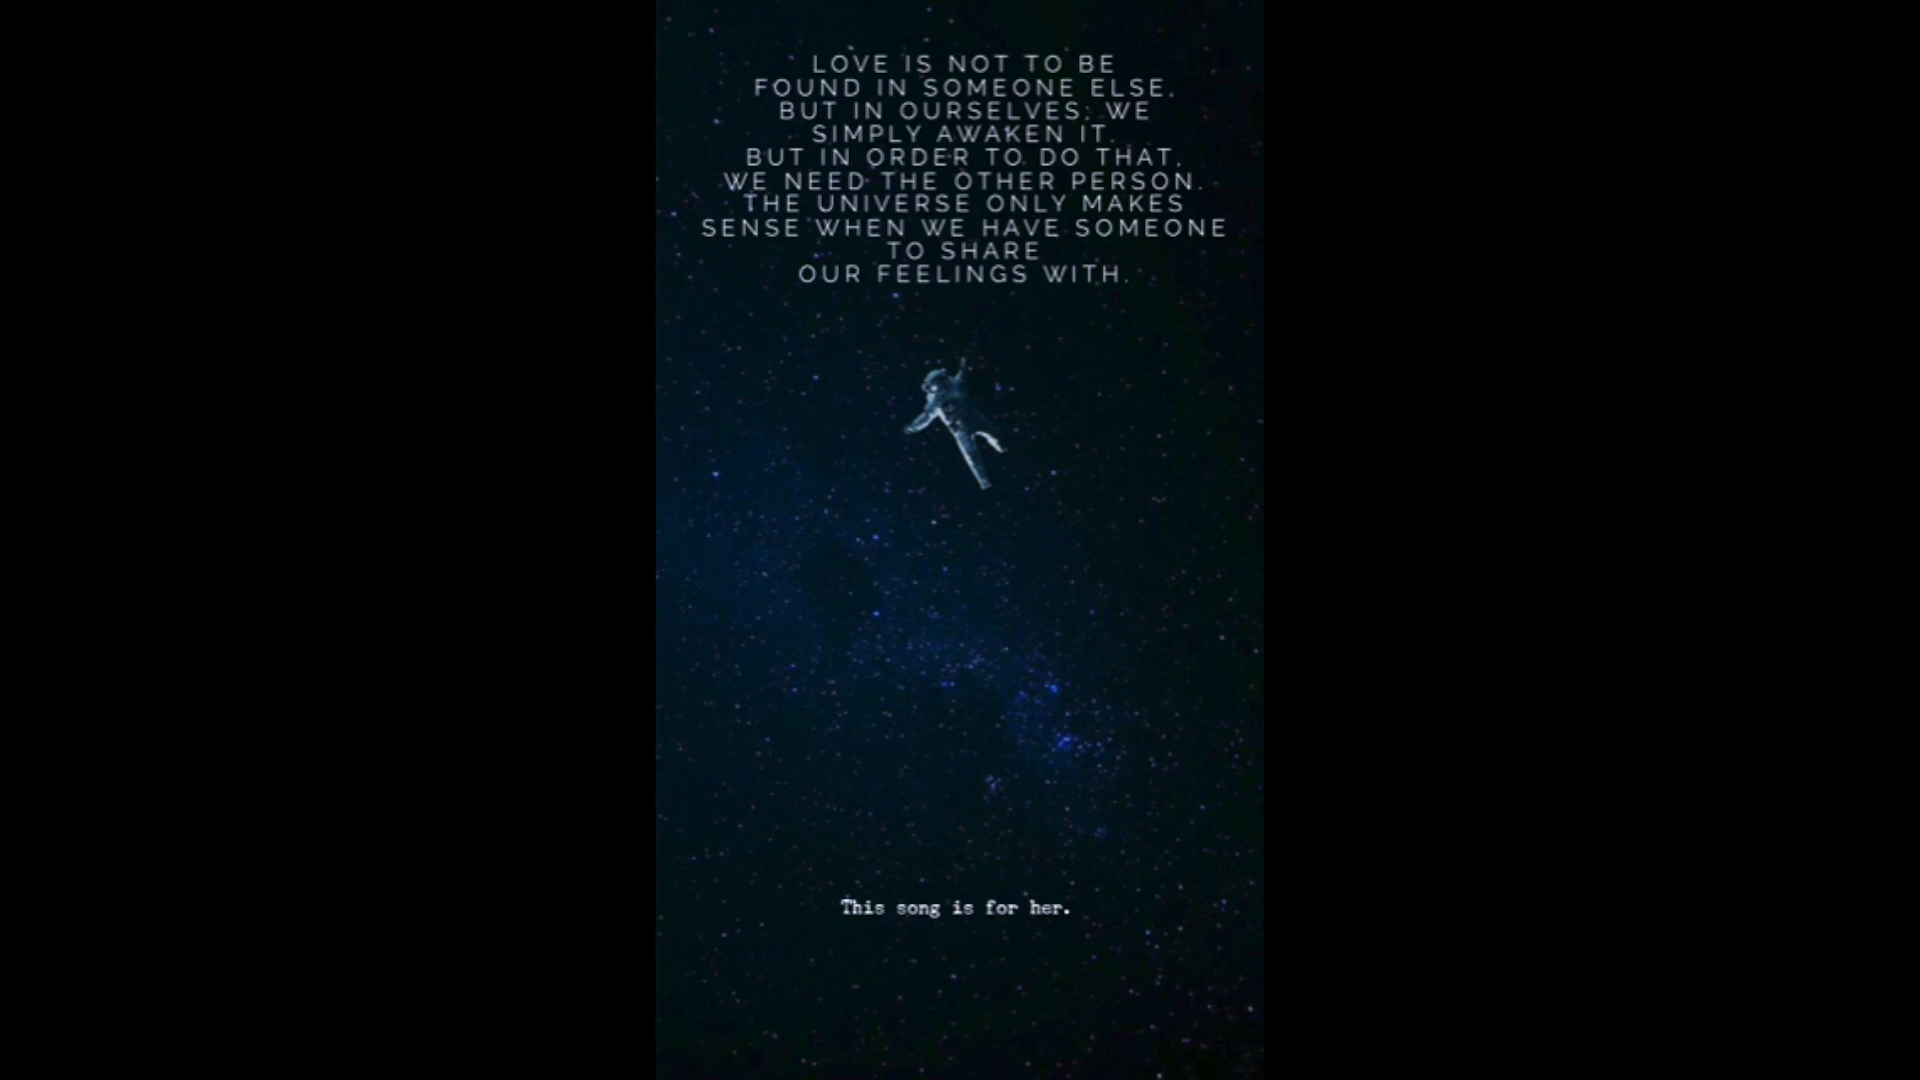 LOVE IS NOT TO BE
FOUND IN SOMEONE ELSE,
BUT IN OURSELVES; WE
SIMPLY AWAKEN IT.
BUT IN ORDER TO DO THAT,
WE NEED THE OTHER PERSON.
THE UNIVERSE ONLY MAKES
SENSE WHEN WE HAVE SOMEONE
TO SHARE
OUR FEELINGS WITH.
This song is for her.